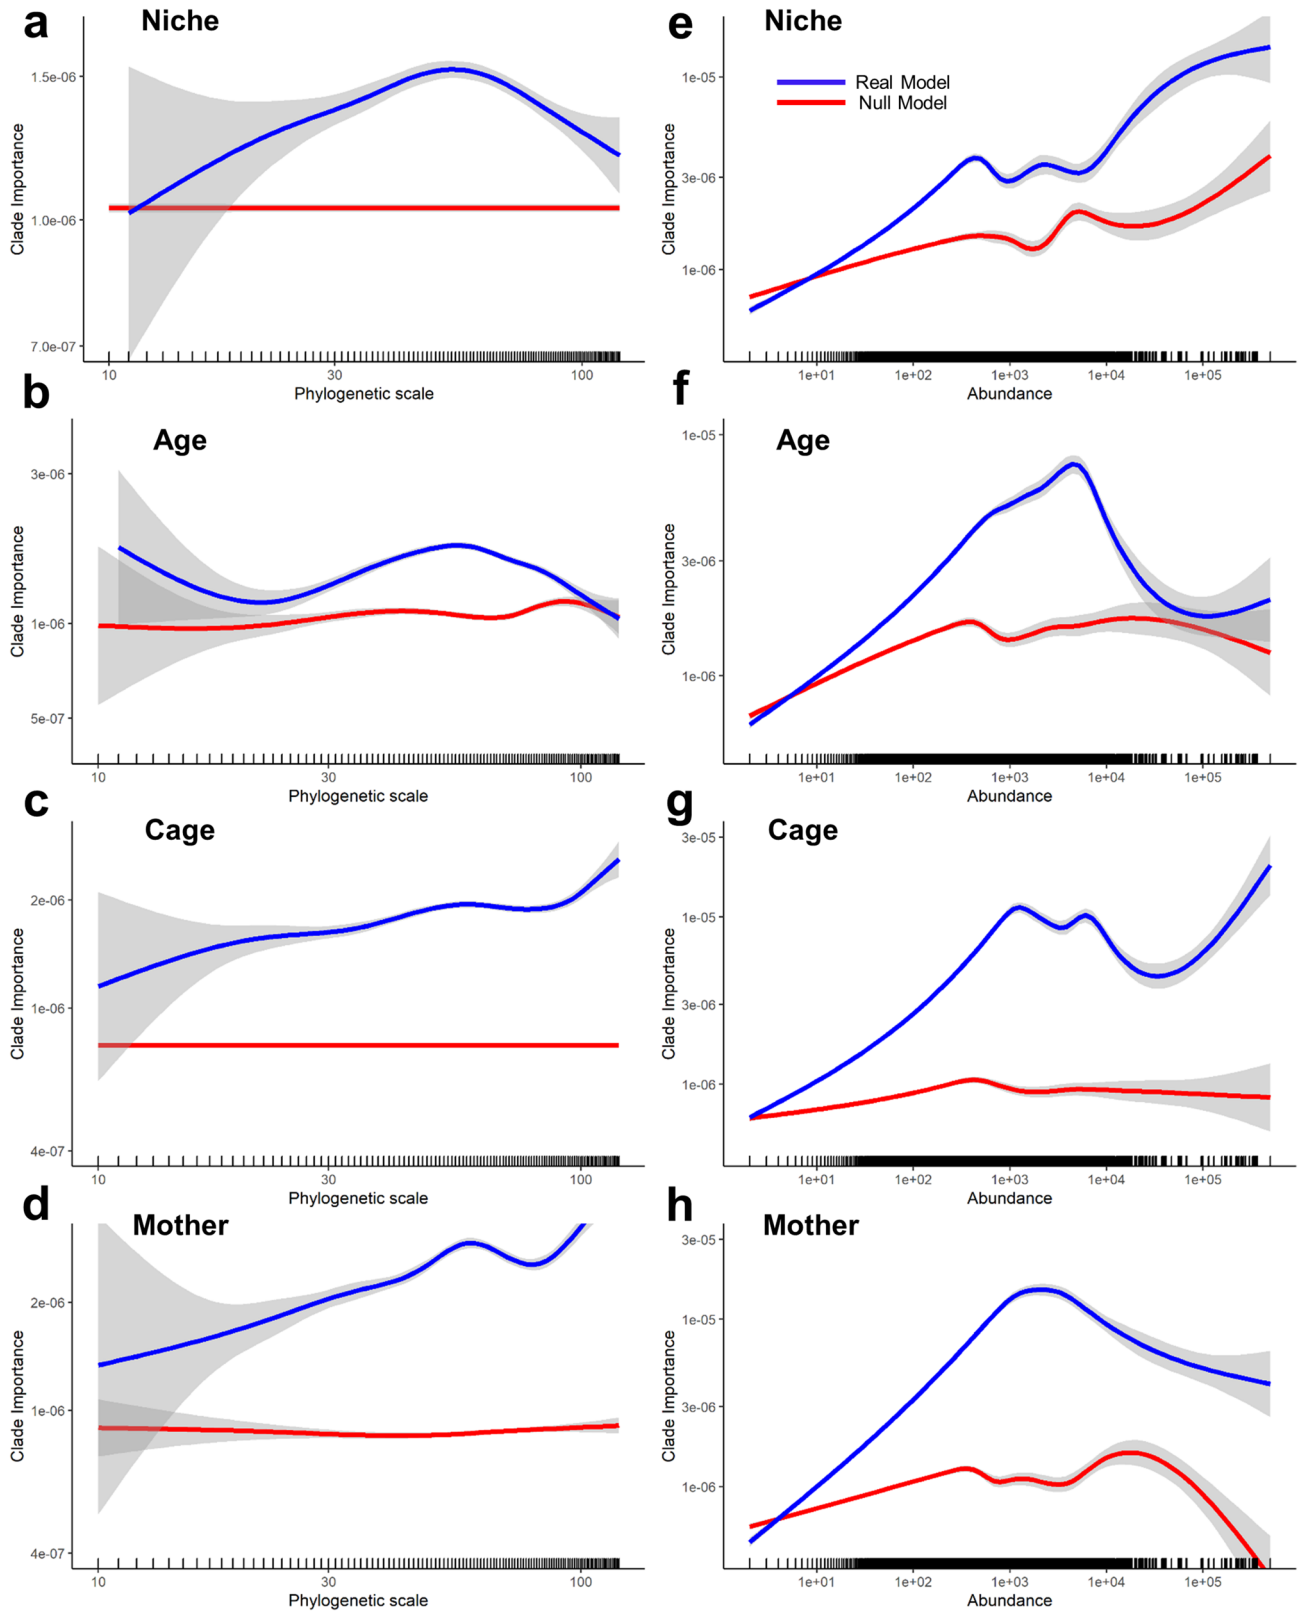 a
Niche
1.5e-06
1.0e-06
7.0e-07
Clade Importance
10
30
100
Phylogenetic scale
e
Niche
Real Model
Null Model
1e-05
3e-06
1e-06
Clade Importance
1e+01
1e+02
1e+03
1e+04
1e+05
Abundance
b
Age
3e-06
1e-06
5e-07
Clade Importance
10
30
100
Phylogenetic scale
f
Age
1e-05
3e-06
1e-06
Clade Importance
1e+01
1e+02
1e+03
1e+04
1e+05
Abundance
c
Cage
2e-06
1e-06
4e-07
Clade Importance
10
30
100
Phylogenetic scale
g
Cage
3e-05
1e-05
3e-06
1e-06
Clade Importance
1e+01
1e+02
1e+03
1e+04
1e+05
Abundance
d
Mother
2e-06
1e-06
4e-07
Clade Importance
10
30
100
Phylogenetic scale
h
Mother
3e-05
1e-05
3e-06
1e-06
Clade Importance
1e+01
1e+02
1e+03
1e+04
1e+05
Abundance